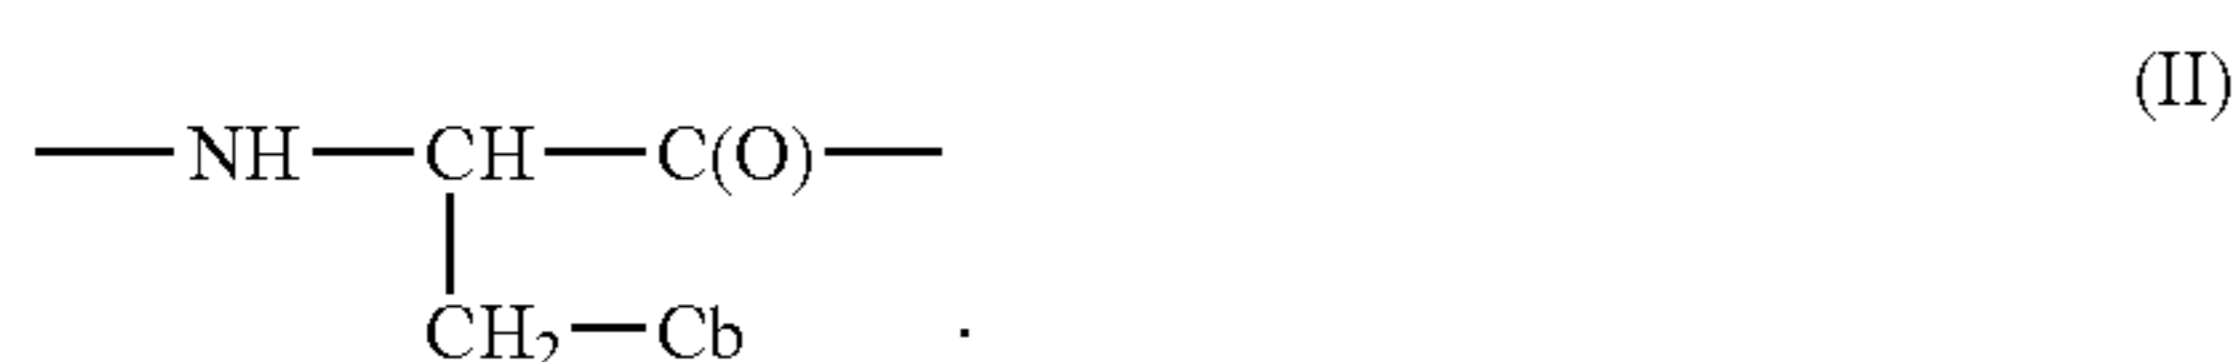 (II)
—NH—CH—C(O)—
CH₂—Cb .